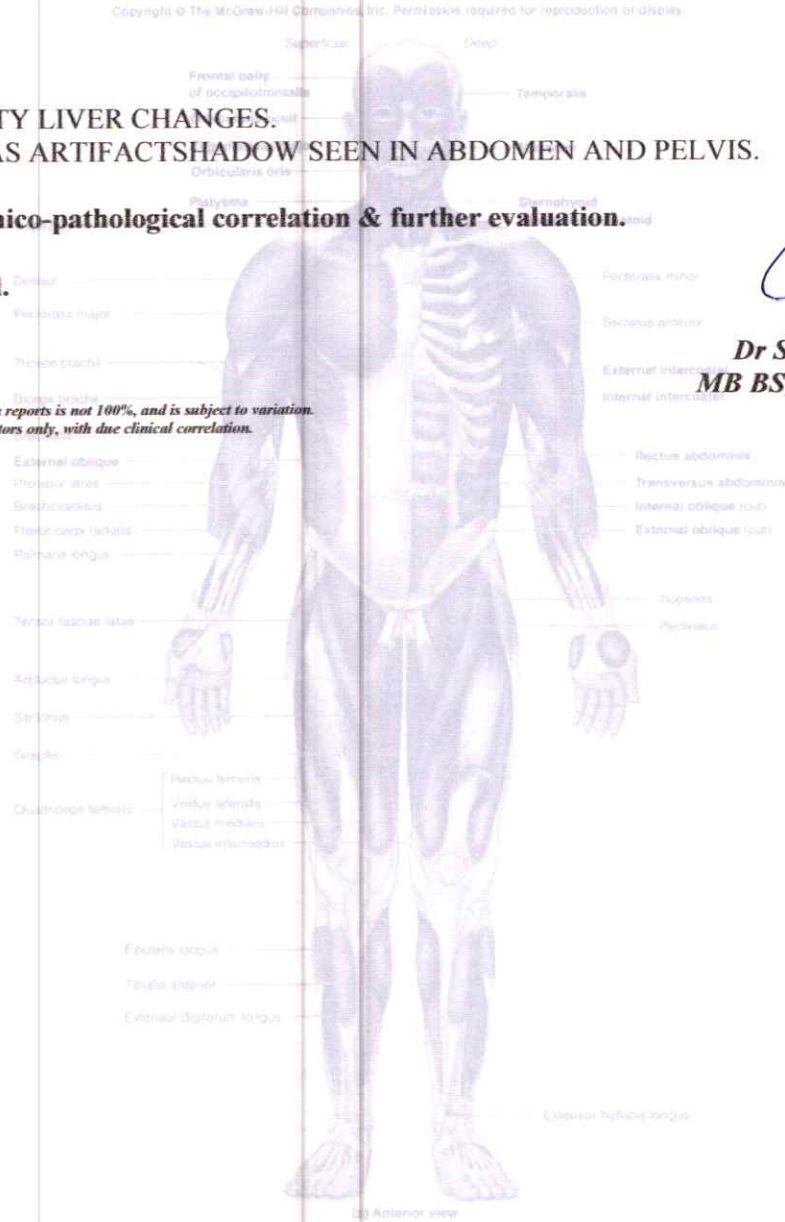 Copyright © The McGraw-Hill Companies, Inc. Permission required for reproduction or display.
Superficial Deep
Frontal belly
of occipitofrontalis
Temporalis
TY LIVER CHANGES.
AS ARTIFACTSHADOW SEEN IN ABDOMEN AND PELVIS.
Orbicularis oris
Platysma
Sternohyoid
nico-pathological correlation & further evaluation.
l.
Deltoid
Pectoralis minor
Pectoralis major
Serratus anterior
Dr S
Triceps brachii
External intercostal
MB BS
Biceps brachii
Internal intercostal
reports is not 100%, and is subject to variation.
tors only, with due clinical correlation.
External oblique
Rectus abdominis
Pronator teres
Transversus abdominis
Brachioradialis
Internal oblique (cut)
Flexor carpi radialis
External oblique (cut)
Palmaris longus
Iliopsoas
Tensor fasciae latae
Pectineus
Adductor longus
Sartorius
Gracilis
Rectus femoris
Quadriceps femoris
Vastus lateralis
Vastus medialis
Vastus intermedius
Fibularis longus
Tibialis anterior
Extensor digitorum longus
Extensor hallucis longus
(a) Anterior view